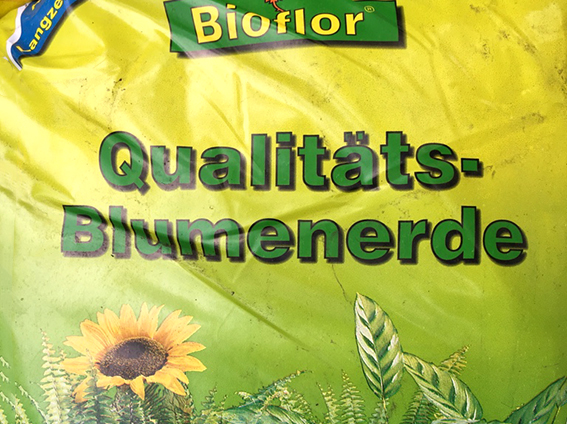 Bioflor®
Qualitäts-
Blumenerde